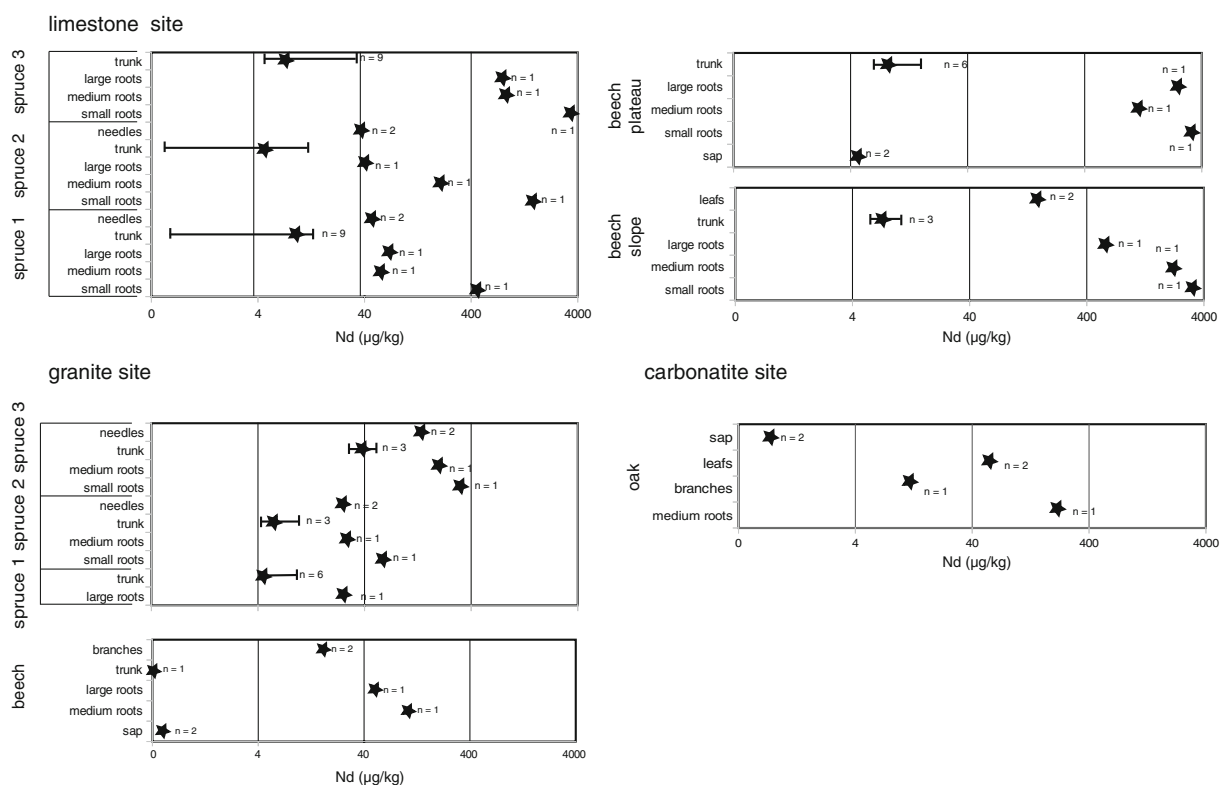 limestone site
spruce 3
trunk
n = 9
large roots
n = 1
medium roots
n = 1
small roots
n = 1
spruce 2
needles
n = 2
trunk
large roots
n = 1
medium roots
n = 1
small roots
n = 1
spruce 1
needles
n = 2
trunk
n = 9
large roots
n = 1
medium roots
n = 1
small roots
n = 1
0 4 40 400 4000
Nd (µg/kg)
beech
plateau
trunk
n = 6
large roots
n = 1
medium roots
n = 1
small roots
n = 1
sap
n = 2
beech
slope
leafs
n = 2
trunk
n = 3
large roots
n = 1
medium roots
n = 1
small roots
n = 1
0 4 40 400 4000
Nd (µg/kg)
granite site
spruce 3
needles
n = 2
trunk
n = 3
medium roots
n = 1
small roots
n = 1
spruce 2
needles
n = 2
trunk
n = 3
medium roots
n = 1
small roots
n = 1
spruce 1
trunk
n = 6
large roots
n = 1
beech
branches
n = 2
trunk
n = 1
large roots
n = 1
medium roots
n = 1
sap
n = 2
0 4 40 400 4000
Nd (µg/kg)
carbonatite site
oak
sap
n = 2
leafs
n = 2
branches
n = 1
medium roots
n = 1
0 4 40 400 4000
Nd (µg/kg)